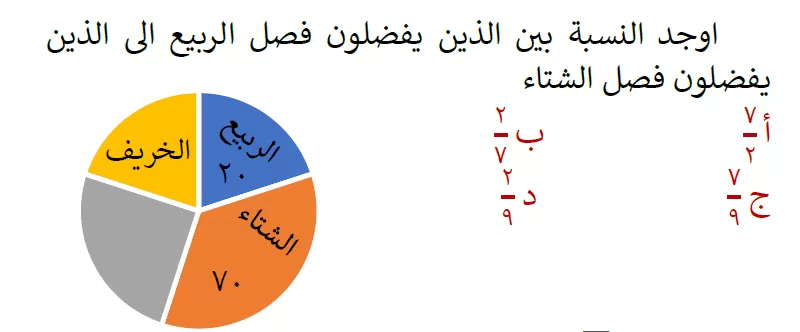 اوجد النسبة بين الذين يفضلون فصل الربيع الى الذين
يفضلون فصل الشتاء
أ ٧/٢ ب ٢/٧
ج ٧/٩ د ٢/٩
الربيع
٢٠
الخريف
الشتاء
٧٠